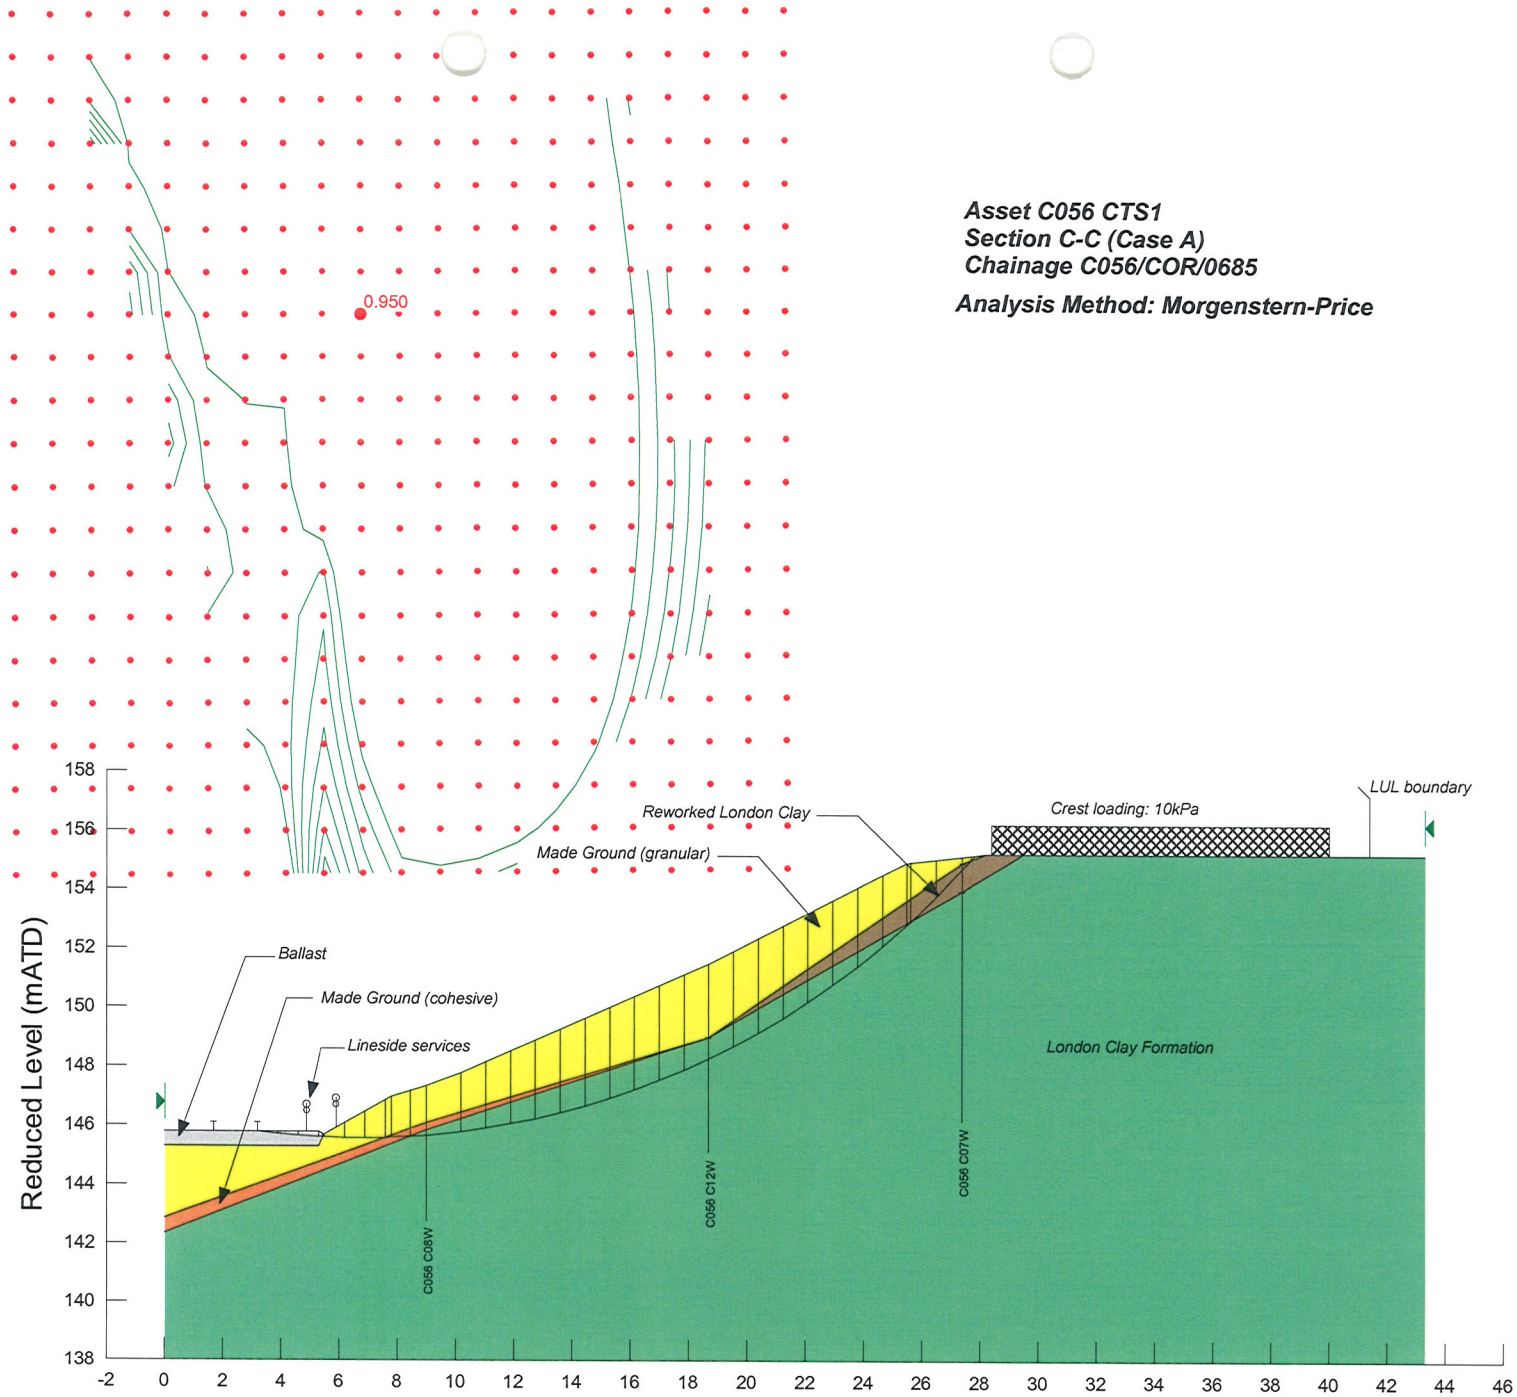 Asset C056 CTS1
Section C-C (Case A)
Chainage C056/COR/0685
Analysis Method: Morgenstern-Price
0.950
158
156
154
152
150
148
146
144
142
140
138
Reduced Level (mATD)
LUL boundary
Crest loading: 10kPa
Reworked London Clay
Made Ground (granular)
Ballast
Made Ground (cohesive)
Lineside services
London Clay Formation
C056 C08W
C056 C12W
C056 C07W
-2 0 2 4 6 8 10 12 14 16 18 20 22 24 26 28 30 32 34 36 38 40 42 44 46